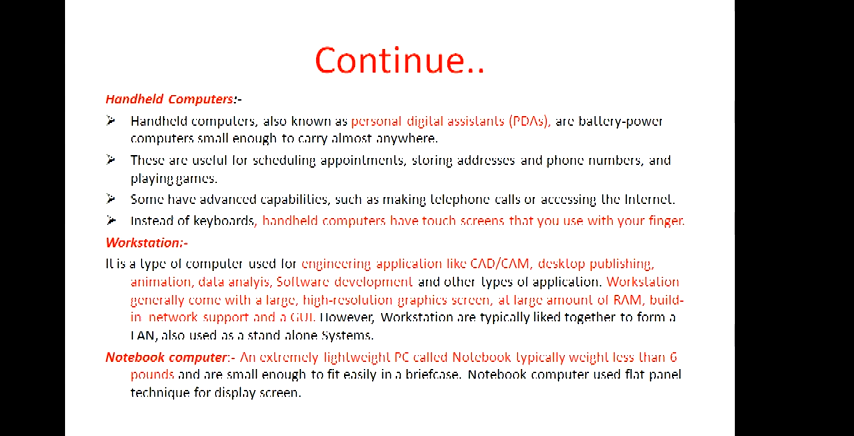 Continue..
Handheld Computers:-
➢ Handheld computers, also known as personal digital assistants (PDAs), are battery-power
computers small enough to carry almost anywhere.
➢ These are useful for scheduling appointments, storing addresses and phone numbers, and
playing games.
➢ Some have advanced capabilities, such as making telephone calls or accessing the Internet.
➢ Instead of keyboards, handheld computers have touch screens that you use with your finger.
Workstation:-
It is a type of computer used for engineering application like CAD/CAM, desktop publishing,
animation, data analyis, Software development and other types of application. Workstation
generally come with a large, high-resolution graphics screen, at large amount of RAM, build-
in network support and a GUI. However, Workstation are typically liked together to form a
LAN, also used as a stand alone Systems.
Notebook computer:- An extremely lightweight PC called Notebook typically weight less than 6
pounds and are small enough to fit easily in a briefcase. Notebook computer used flat panel
technique for display screen.